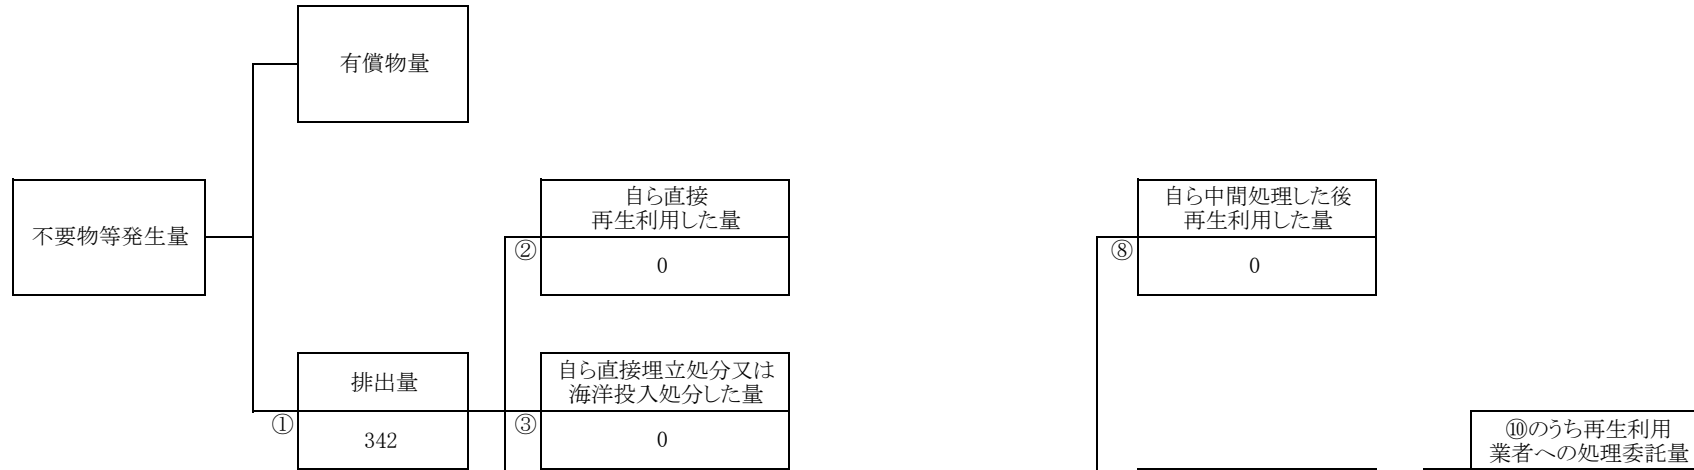 有償物量
不要物等発生量
自ら直接
再生利用した量
②
0
自ら中間処理した後
再生利用した量
⑧
0
排出量
①
342
自ら直接埋立処分又は
海洋投入処分した量
③
0
⑩のうち再生利用
業者への処理委託量